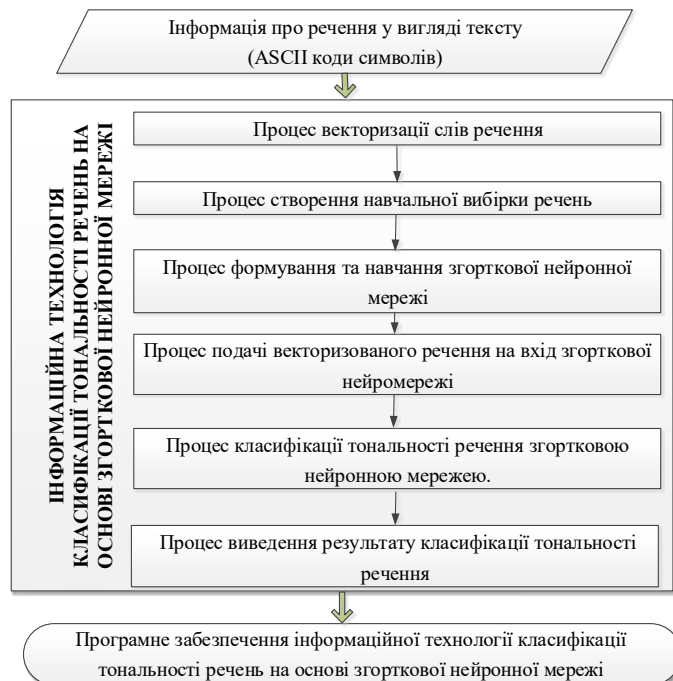 Інформація про речення у вигляді тексту
(ASCII коди символів)
ІНФОРМАЦІЙНА ТЕХНОЛОГІЯ
КЛАСИФІКАЦІЇ ТОНАЛЬНОСТІ РЕЧЕНЬ НА
ОСНОВІ ЗГОРТКОВОЇ НЕЙРОННОЇ МЕРЕЖІ
Процес векторизації слів речення
Процес створення навчальної вибірки речень
Процес формування та навчання згорткової нейронної
мережі
Процес подачі векторизованого речення на вхід згорткової
нейромережі
Процес класифікації тональності речення згортковою
нейронною мережею.
Процес виведення результату класифікації тональності
речення
Програмне забезпечення інформаційної технології класифікації
тональності речень на основі згорткової нейронної мережі